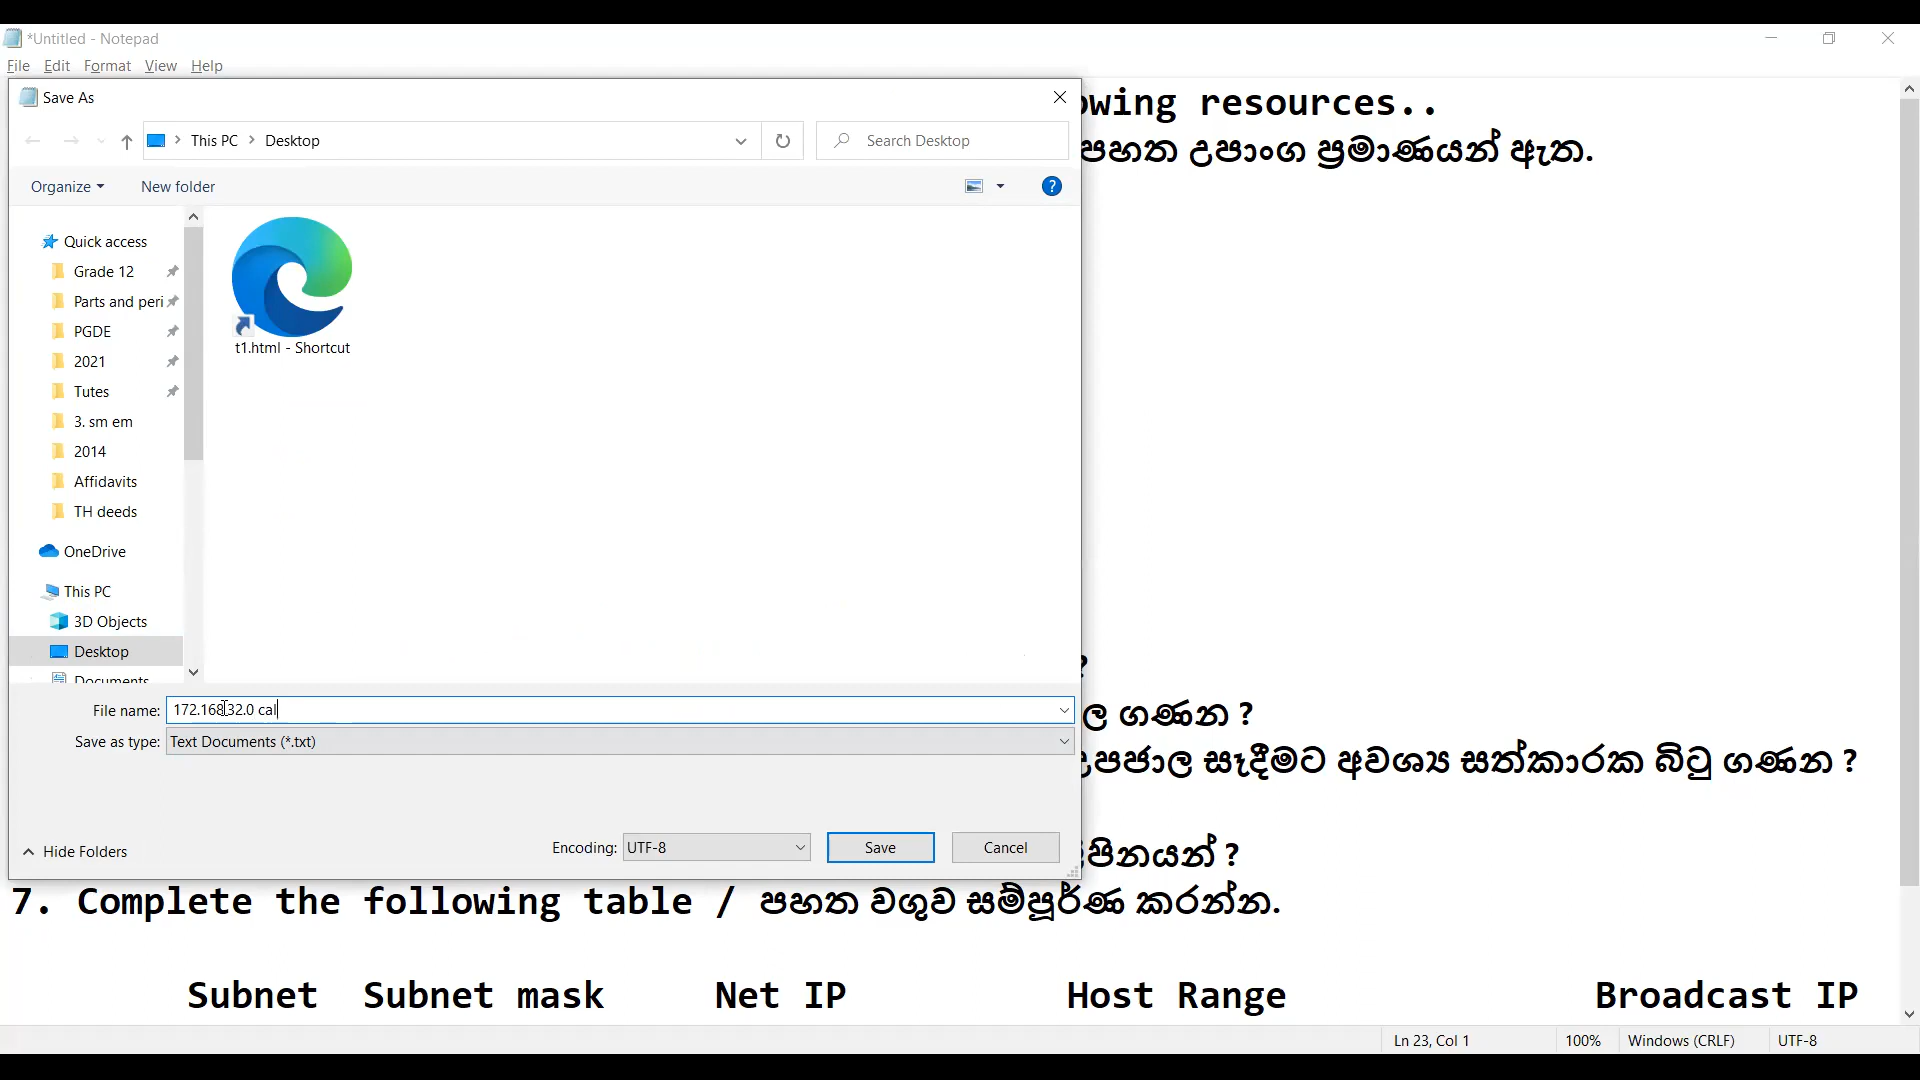 *Untitled - Notepad
File Edit Format View Help
Save As
This PC > Desktop
Search Desktop
Organize
New folder
Quick access
Grade 12
Parts and peri
PGDE
2021
Tutes
3. sm em
2014
Affidavits
TH deeds
OneDrive
This PC
3D Objects
Desktop
Documents
t1.html - Shortcut
File name: 172.168.32.0 cal
Save as type: Text Documents (*.txt)
Hide Folders
Encoding: UTF-8
Save
Cancel
owing resources..
පහත උපාංග ප්‍රමාණයන් ඇත.
?
ල ගණන ?
උපජාල සෑදීමට අවශ්‍ය සත්කාරක බිටු ගණන ?
පිනයන් ?
7. Complete the following table / පහත වගුව සම්පූර්ණ කරන්න.
Subnet Subnet mask Net IP Host Range Broadcast IP
Ln 23, Col 1
100%
Windows (CRLF)
UTF-8